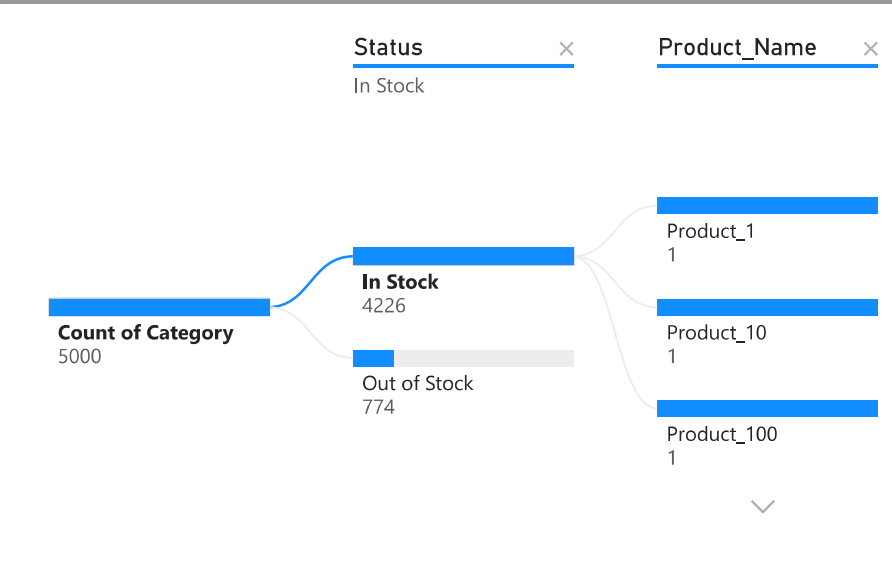 Status
In Stock
Product_Name
Count of Category
5000
In Stock
4226
Out of Stock
774
Product_1
1
Product_10
1
Product_100
1